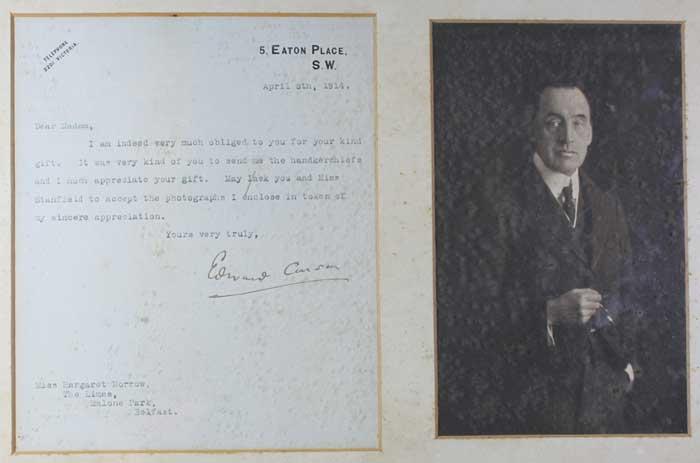 TELEPHONE
3201 VICTORIA.
5, EATON PLACE,
S.W.
April 8th, 1914.
Dear Madam,
I am indeed very much obliged to you for your kind
gift. It was very kind of you to send me the handkerchiefs
and I much appreciate your gift. May I ask you and Miss
Stanfield to accept the photographs I enclose in token of
my sincere appreciation.
Yours very truly,
Edward Carson
Miss Margaret Morrow,
The Limes,
Malone Park,
Belfast.